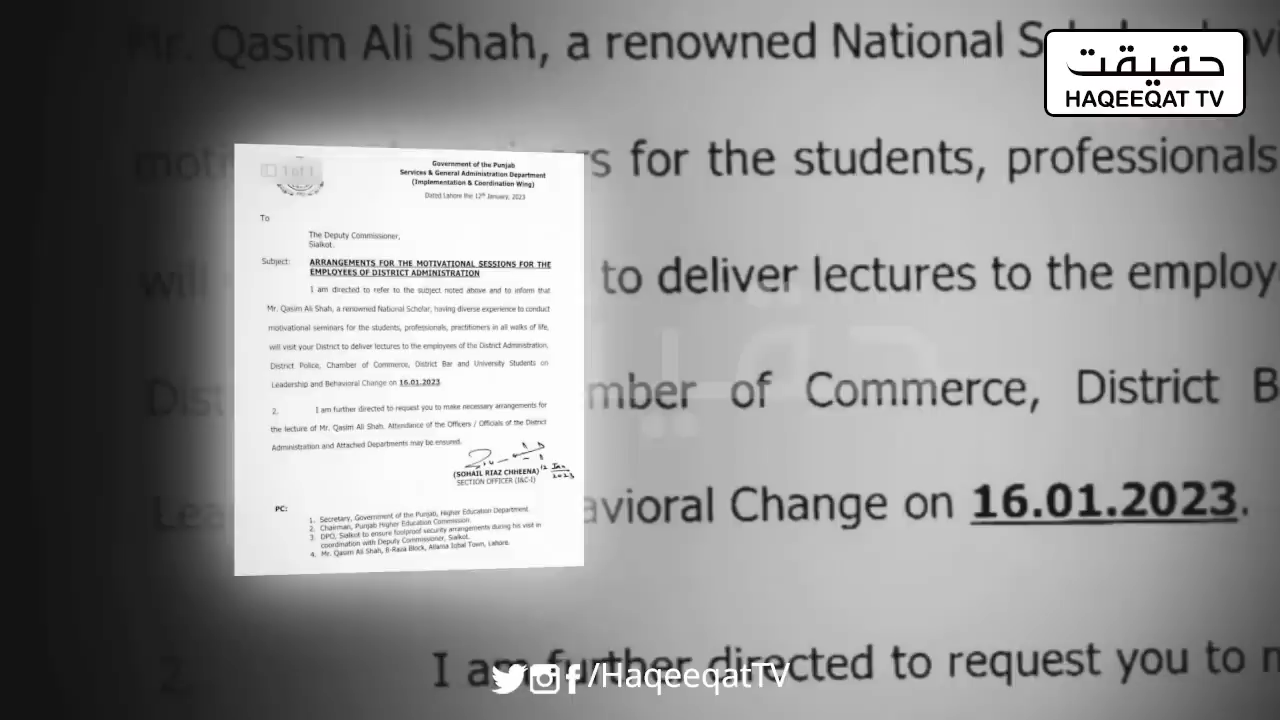 Mr. Qasim Ali Shah, a renowned National
حقيقت
HAQEEQAT TV
for the students, professionals
to deliver lectures to the employ
mber of Commerce, District B
avioral Change on 16.01.2023.
2.
I am further directed to request you to m
1 of 1
Government of the Punjab
Services & General Administration Department
(Implementation & Coordination Wing)
Dated Lahore the 12th January, 2023
To
The Deputy Commissioner,
Sialkot.
Subject: ARRANGEMENTS FOR THE MOTIVATIONAL SESSIONS FOR THE
EMPLOYEES OF DISTRICT ADMINISTRATION
I am directed to refer to the subject noted above and to inform that
Mr. Qasim Ali Shah, a renowned National Scholar, having diverse experience to conduct
motivational seminars for the students, professionals, practitioners in all walks of life,
will visit your District to deliver lectures to the employees of the District Administration,
District Police, Chamber of Commerce, District Bar and University Students on
Leadership and Behavioral Change on 16.01.2023.
2. I am further directed to request you to make necessary arrangements for
the lecture of Mr. Qasim Ali Shah. Attendance of the Officers / Officials of the District
Administration and Attached Departments may be ensured.
(SOHAIL RIAZ CHHEENA) 12 Jan 2023
SECTION OFFICER (I&C-I)
PC:
1. Secretary, Government of the Punjab, Higher Education Department.
2. Chairman, Punjab Higher Education Commission.
3. DPO, Sialkot to ensure foolproof security arrangements during his visit in
coordination with Deputy Commissioner, Sialkot.
4. Mr. Qasim Ali Shah, 8-Raza Block, Allama Iqbal Town, Lahore.
/HaqeeqatTV